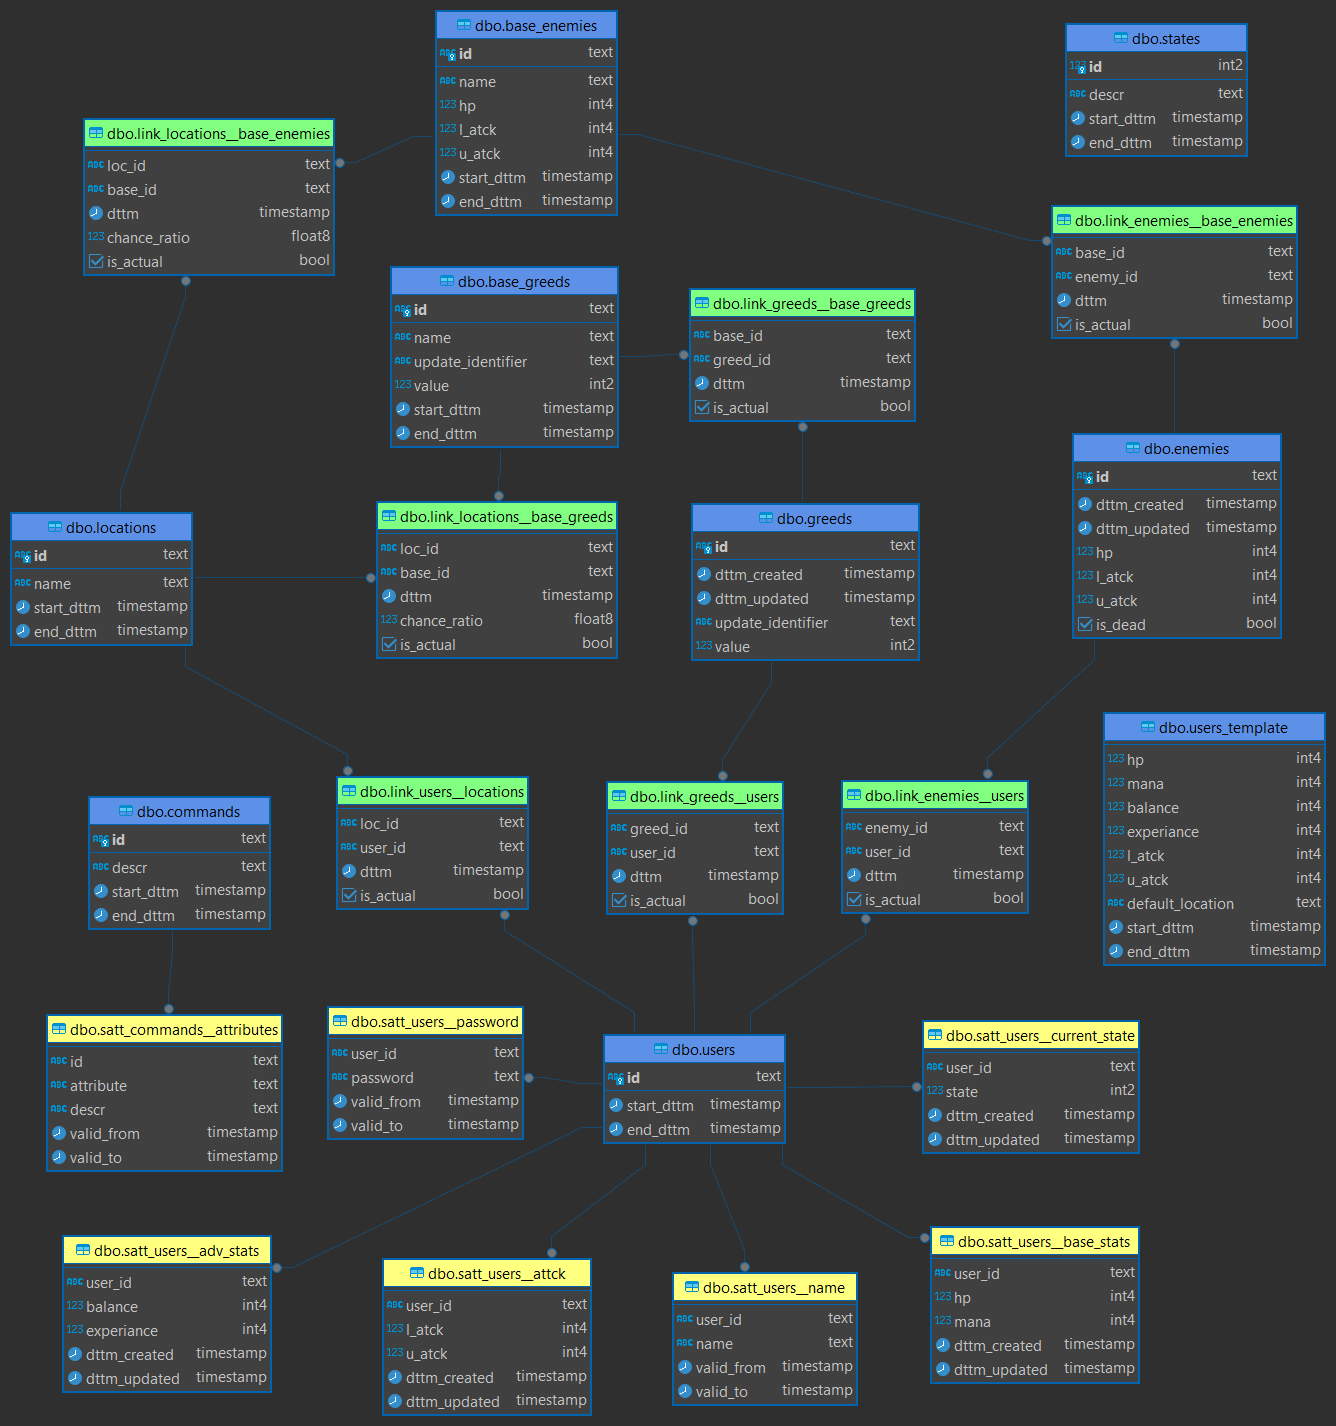 dbo.base_enemies
id text
name text
hp int4
l_atck int4
u_atck int4
start_dttm timestamp
end_dttm timestamp
dbo.states
id int2
descr text
start_dttm timestamp
end_dttm timestamp
dbo.link_locations__base_enemies
loc_id text
base_id text
dttm timestamp
chance_ratio float8
is_actual bool
dbo.link_enemies__base_enemies
base_id text
enemy_id text
dttm timestamp
is_actual bool
dbo.base_greeds
id text
name text
update_identifier text
value int2
start_dttm timestamp
end_dttm timestamp
dbo.link_greeds__base_greeds
base_id text
greed_id text
dttm timestamp
is_actual bool
dbo.enemies
id text
dttm_created timestamp
dttm_updated timestamp
hp int4
l_atck int4
u_atck int4
is_dead bool
dbo.locations
id text
name text
start_dttm timestamp
end_dttm timestamp
dbo.link_locations__base_greeds
loc_id text
base_id text
dttm timestamp
chance_ratio float8
is_actual bool
dbo.greeds
id text
dttm_created timestamp
dttm_updated timestamp
update_identifier text
value int2
dbo.users_template
hp int4
mana int4
balance int4
experiance int4
l_atck int4
u_atck int4
default_location text
start_dttm timestamp
end_dttm timestamp
dbo.commands
id text
descr text
start_dttm timestamp
end_dttm timestamp
dbo.link_users__locations
loc_id text
user_id text
dttm timestamp
is_actual bool
dbo.link_greeds__users
greed_id text
user_id text
dttm timestamp
is_actual bool
dbo.link_enemies__users
enemy_id text
user_id text
dttm timestamp
is_actual bool
dbo.satt_commands__attributes
id text
attribute text
descr text
valid_from timestamp
valid_to timestamp
dbo.satt_users__password
user_id text
password text
valid_from timestamp
valid_to timestamp
dbo.users
id text
start_dttm timestamp
end_dttm timestamp
dbo.satt_users__current_state
user_id text
state int2
dttm_created timestamp
dttm_updated timestamp
dbo.satt_users__adv_stats
user_id text
balance int4
experiance int4
dttm_created timestamp
dttm_updated timestamp
dbo.satt_users__attck
user_id text
l_atck int4
u_atck int4
dttm_created timestamp
dttm_updated timestamp
dbo.satt_users__name
user_id text
name text
valid_from timestamp
valid_to timestamp
dbo.satt_users__base_stats
user_id text
hp int4
mana int4
dttm_created timestamp
dttm_updated timestamp